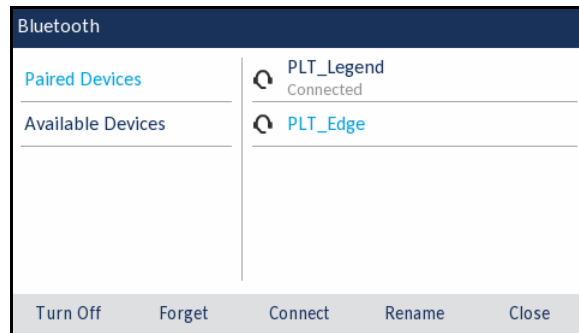 Bluetooth
Paired Devices
Available Devices
PLT_Legend
Connected
PLT_Edge
Turn Off Forget Connect Rename Close